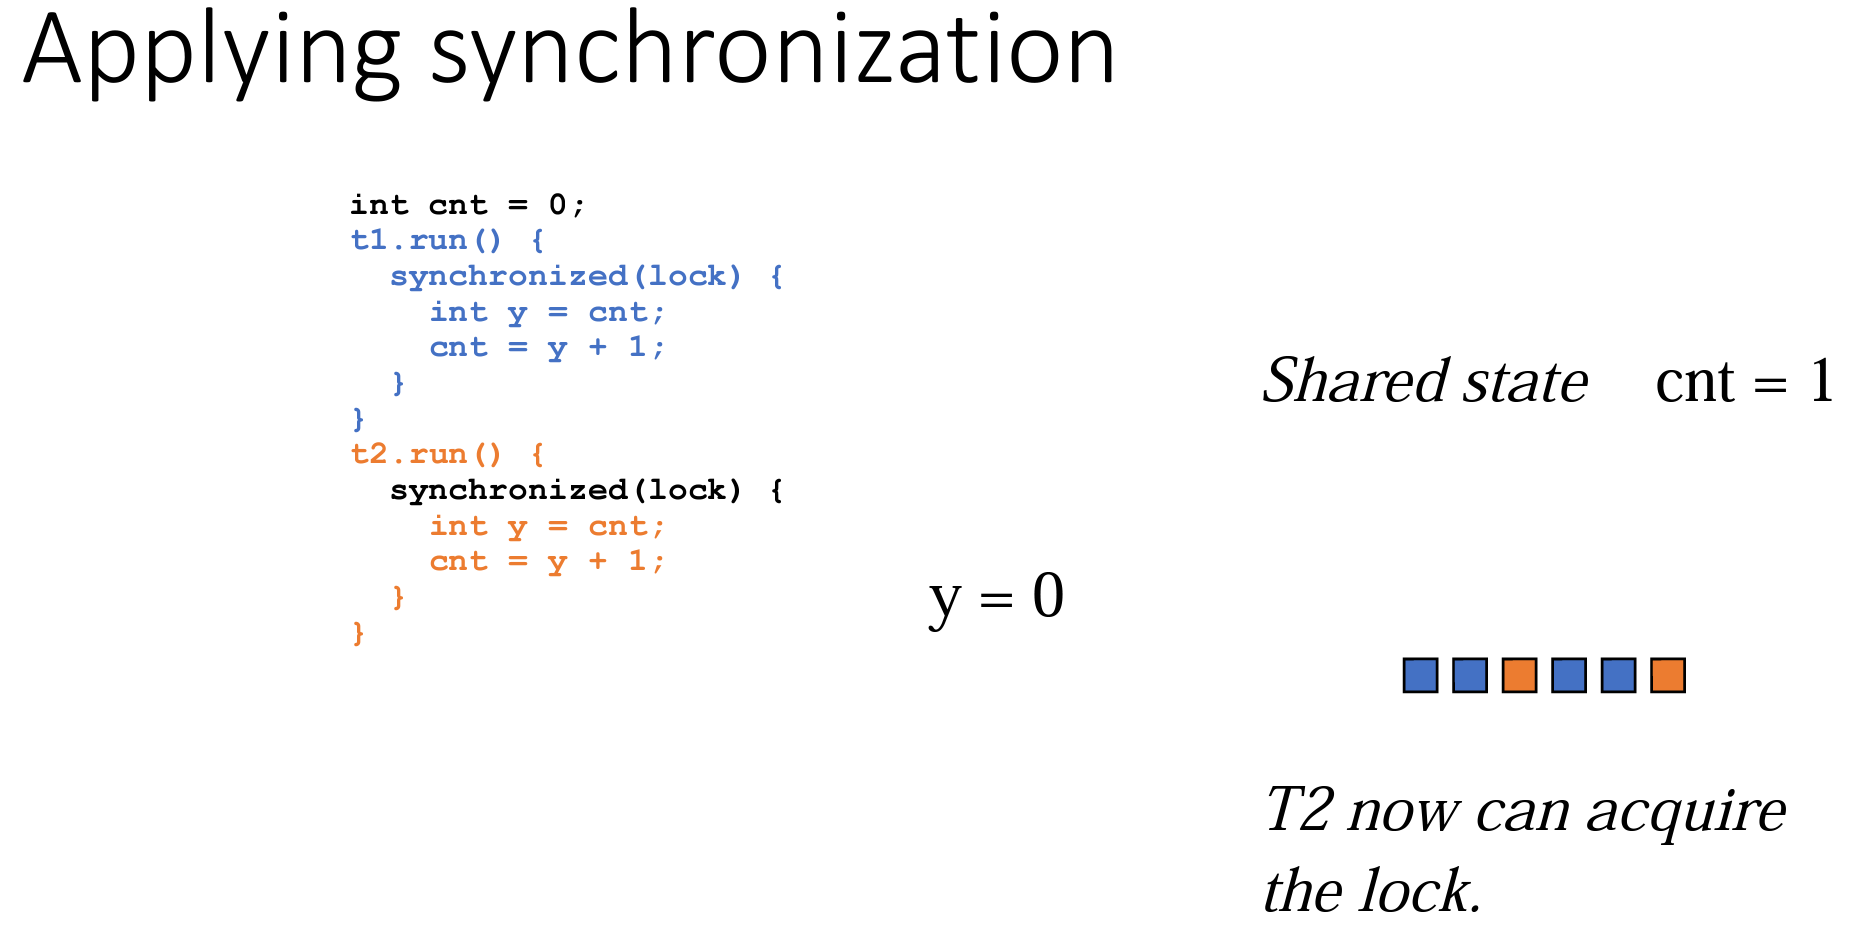 Applying synchronization
int cnt = 0;
t1.run() {
  synchronized(lock) {
    int y = cnt;
    cnt = y + 1;
  }
}
t2.run() {
  synchronized(lock) {
    int y = cnt;
    cnt = y + 1;
  }
}
y = 0
Shared state cnt = 1
T2 now can acquire
the lock.